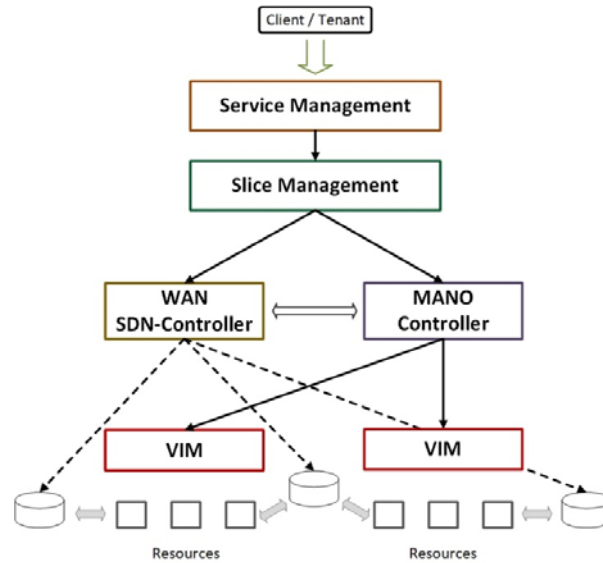 Client / Tenant
Service Management
Slice Management
WAN
SDN-Controller
MANO
Controller
VIM
VIM
Resources
Resources